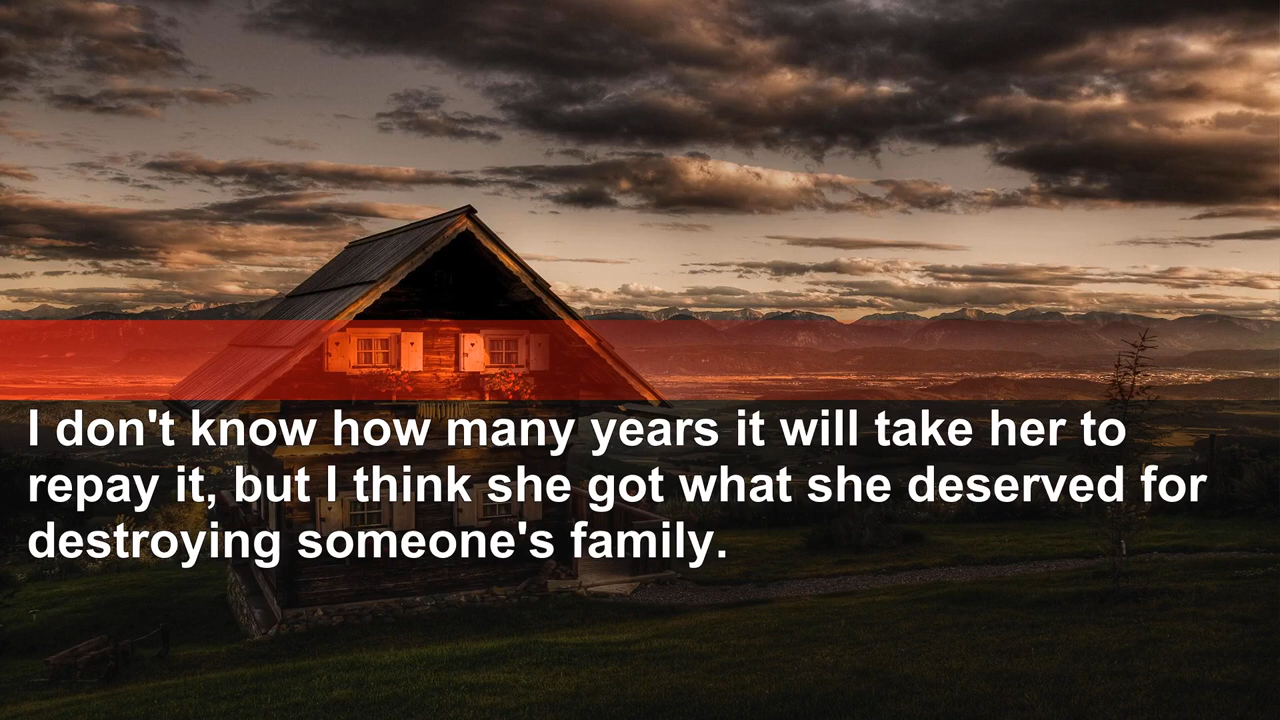 I don't know how many years it will take her to
repay it, but I think she got what she deserved for
destroying someone's family.